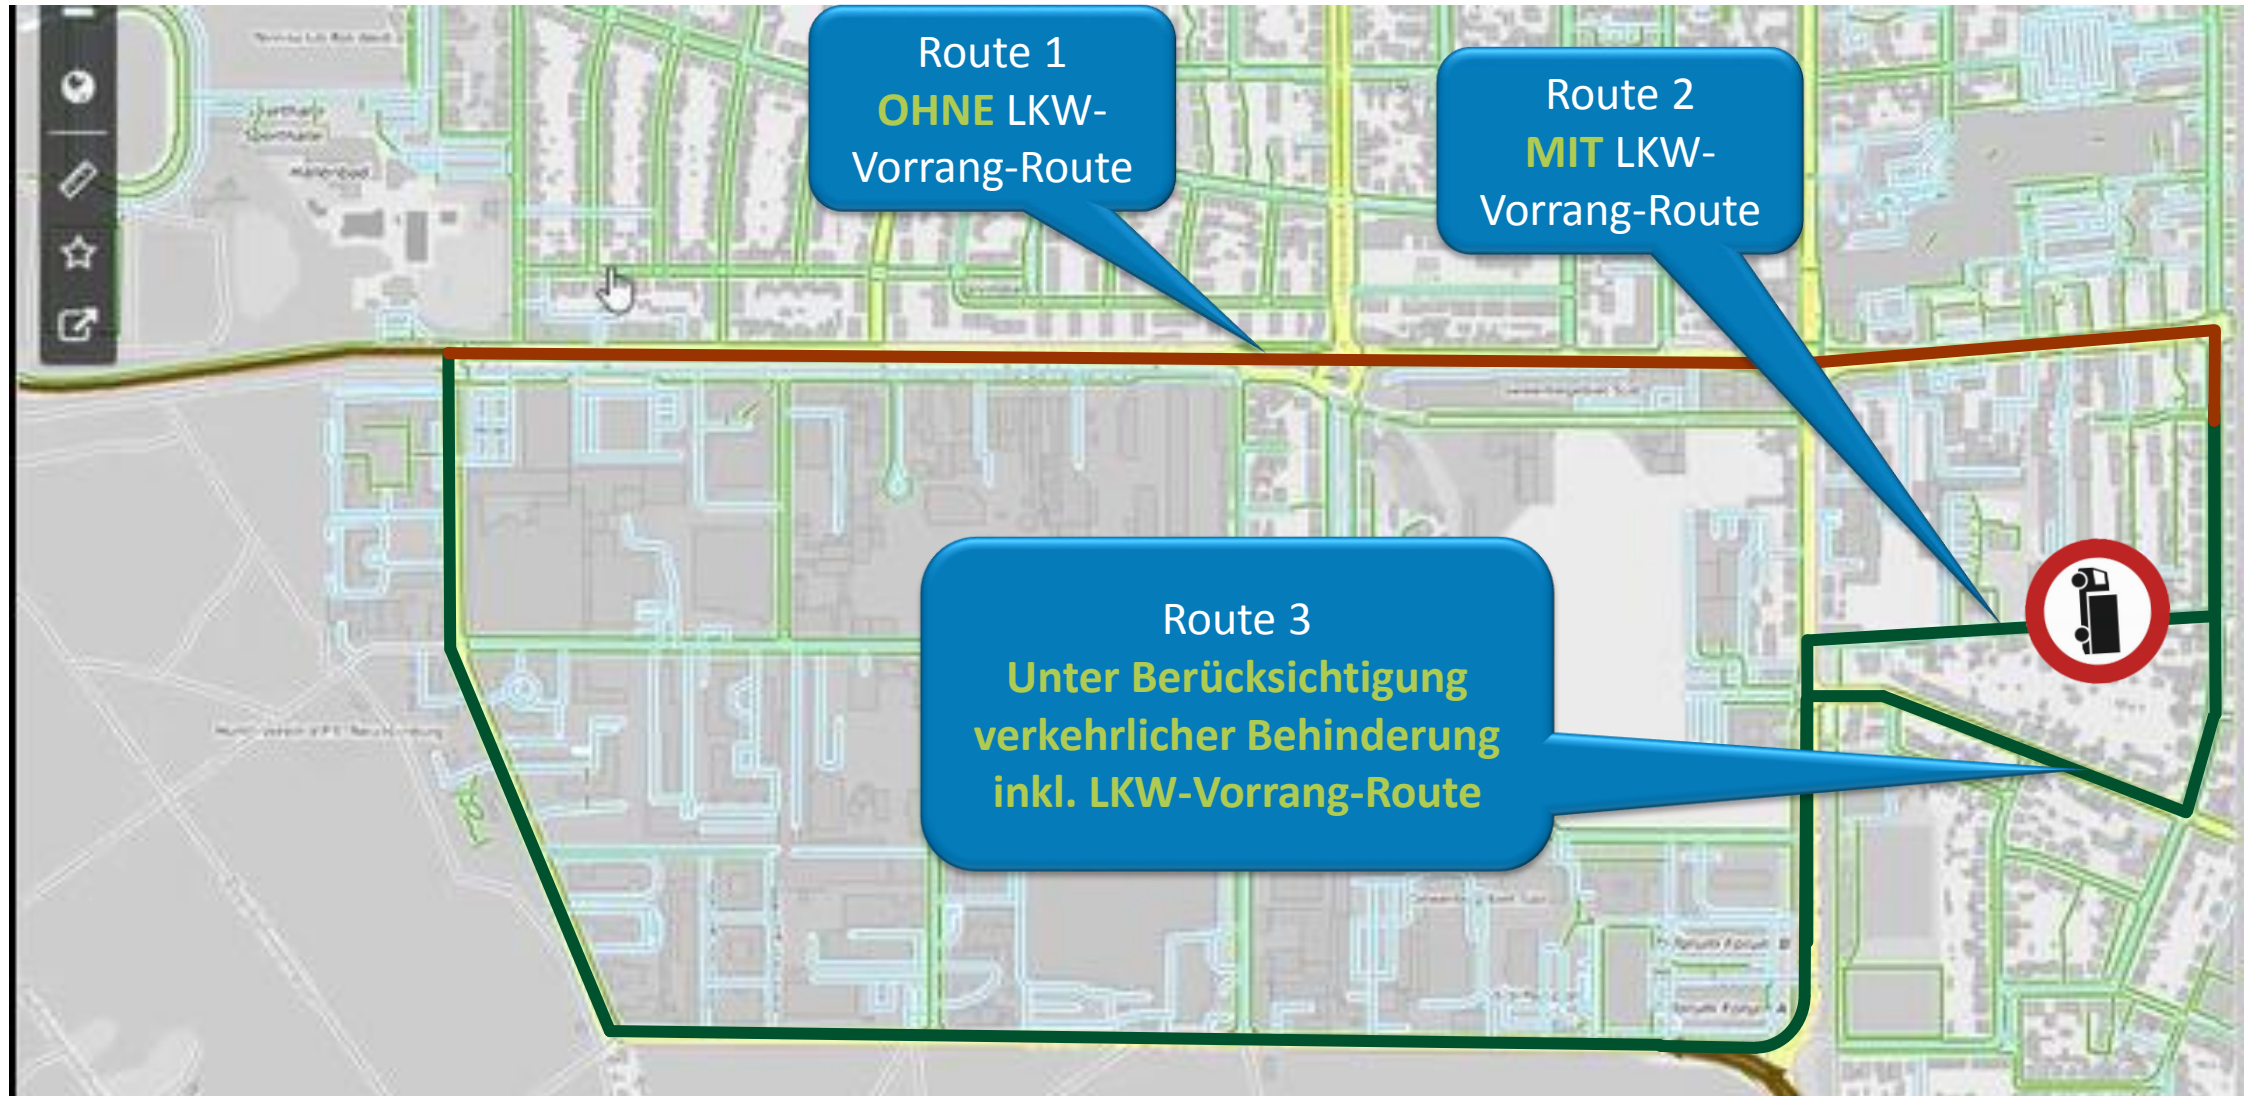 Route 1
OHNE LKW-
Vorrang-Route
Route 2
MIT LKW-
Vorrang-Route
Route 3
Unter Berücksichtigung
verkehrlicher Behinderung
inkl. LKW-Vorrang-Route